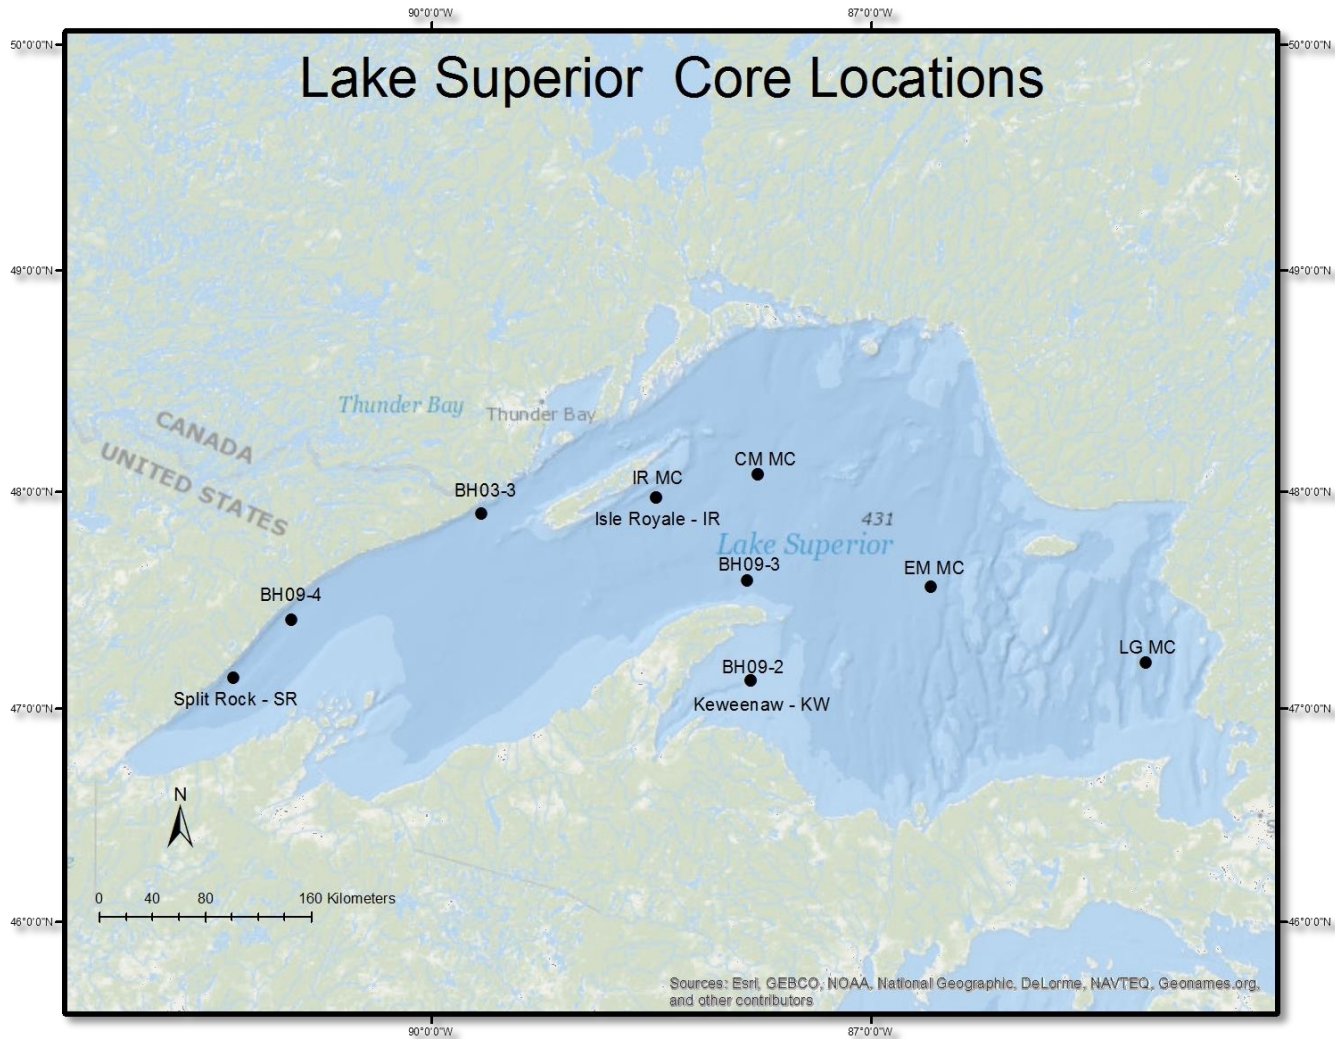 90°0'0"W 87°0'0"W
50°0'0"N 50°0'0"N
Lake Superior Core Locations
49°0'0"N 49°0'0"N
Thunder Bay Thunder Bay
CANADA
UNITED STATES
CM MC
IR MC
BH03-3
48°0'0"N 48°0'0"N
Isle Royale - IR
431
Lake Superior
BH09-3
EM MC
BH09-4
LG MC
BH09-2
Split Rock - SR
Keweenaw - KW
47°0'0"N 47°0'0"N
N
0 40 80 160 Kilometers
46°0'0"N 46°0'0"N
Sources: Esri, GEBCO, NOAA, National Geographic, DeLorme, NAVTEQ, Geonames.org,
and other contributors
90°0'0"W 87°0'0"W